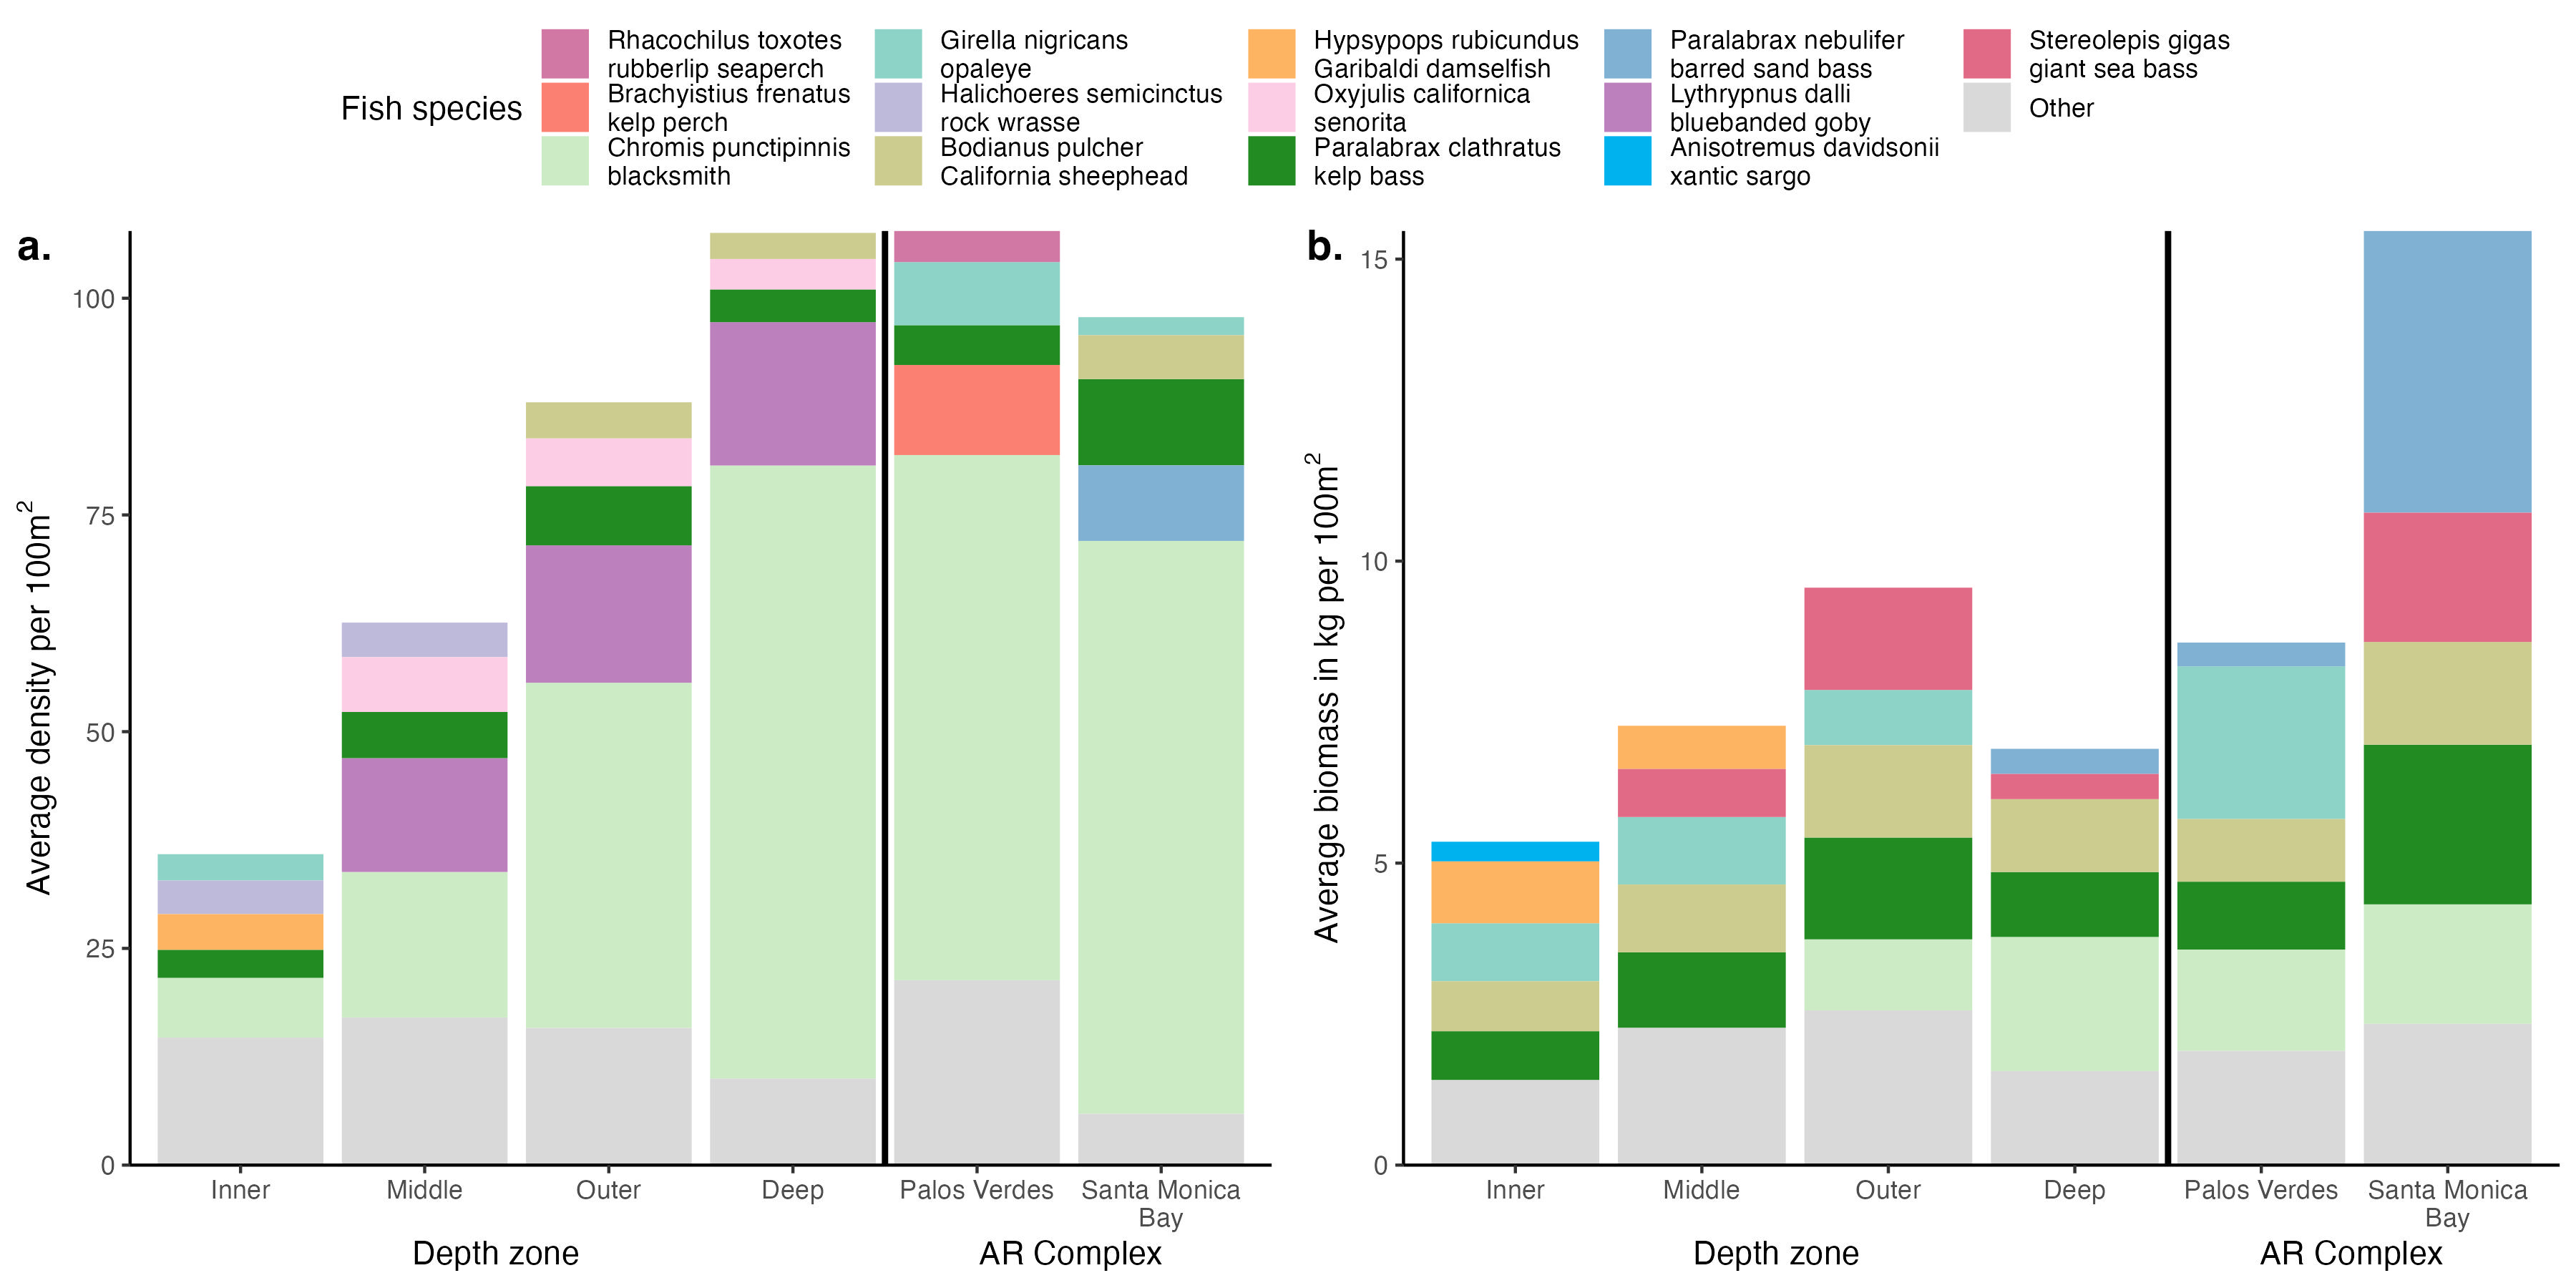 Fish species
Rhacochilus toxotes
rubberlip seaperch
Brachyistius frenatus
kelp perch
Chromis punctipinnis
blacksmith
Girella nigricans
opaleye
Halichoeres semicinctus
rock wrasse
Bodianus pulcher
California sheephead
Hypsypops rubicundus
Garibaldi damselfish
Oxyjulis californica
senorita
Paralabrax clathratus
kelp bass
Paralabrax nebulifer
barred sand bass
Lythrypnus dalli
bluebanded goby
Anisotremus davidsonii
xantic sargo
Stereolepis gigas
giant sea bass
Other
a.
Average density per 100m²
100
75
50
25
0
Inner
Middle
Outer
Deep
Palos Verdes
Santa Monica
Bay
Depth zone
AR Complex
b.
Average biomass in kg per 100m²
15
10
5
0
Inner
Middle
Outer
Deep
Palos Verdes
Santa Monica
Bay
Depth zone
AR Complex